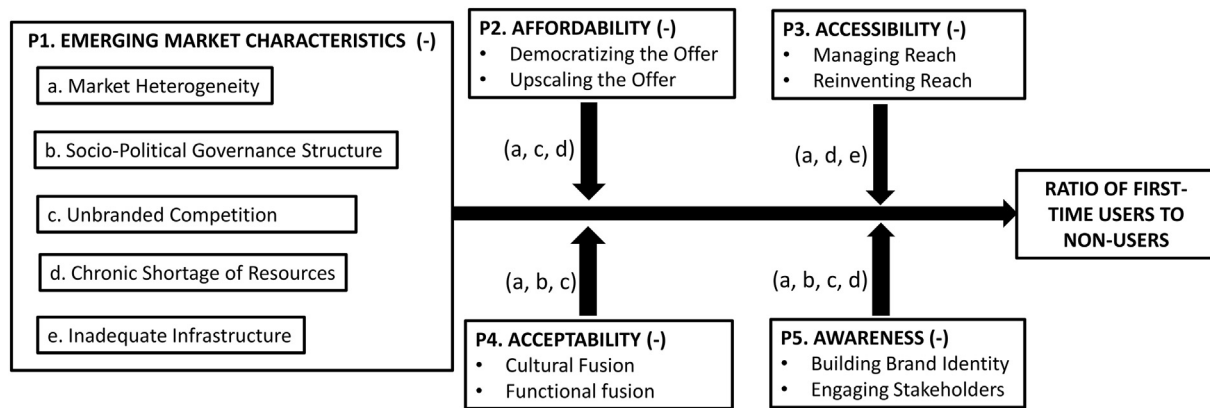 P1. EMERGING MARKET CHARACTERISTICS (-)
a. Market Heterogeneity
b. Socio-Political Governance Structure
c. Unbranded Competition
d. Chronic Shortage of Resources
e. Inadequate Infrastructure
P2. AFFORDABILITY (-)
• Democratizing the Offer
• Upscaling the Offer
(a, c, d)
P3. ACCESSIBILITY (-)
• Managing Reach
• Reinventing Reach
(a, d, e)
RATIO OF FIRST-
TIME USERS TO
NON-USERS
(a, b, c)
P4. ACCEPTABILITY (-)
• Cultural Fusion
• Functional fusion
(a, b, c, d)
P5. AWARENESS (-)
• Building Brand Identity
• Engaging Stakeholders